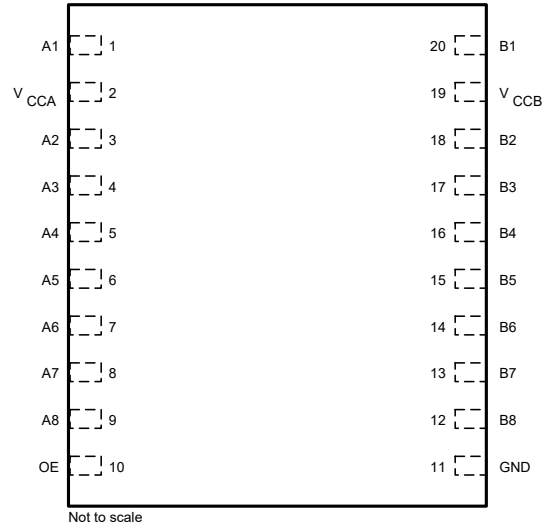 A1 1 20 B1
VCCA 2 19 VCCB
A2 3 18 B2
A3 4 17 B3
A4 5 16 B4
A5 6 15 B5
A6 7 14 B6
A7 8 13 B7
A8 9 12 B8
OE 10 11 GND
Not to scale